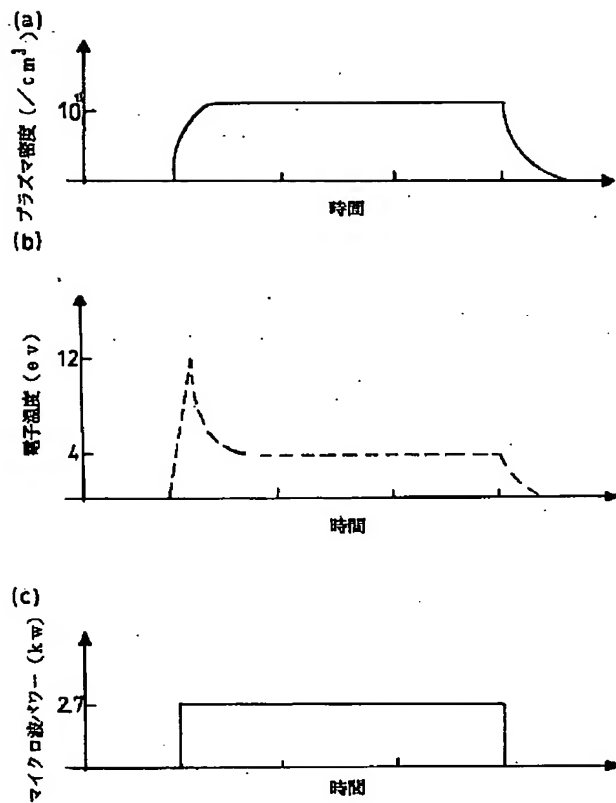 (a)
プラズマ密度 (/cm³)
時間
(b)
電子温度 (ev)
12
4
時間
(c)
マイクロ波パワー (kw)
2.7
時間